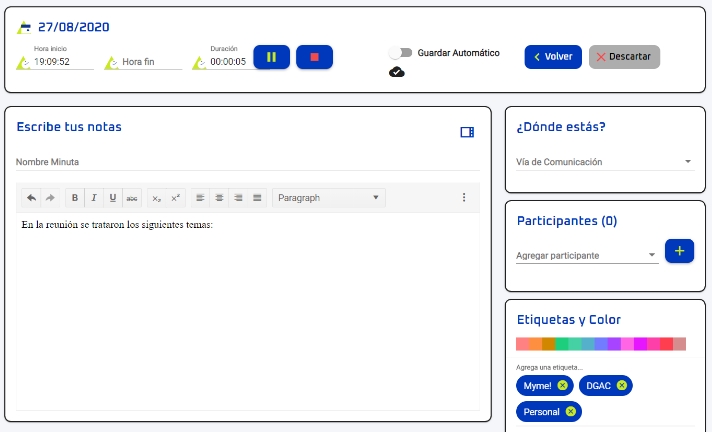 27/08/2020
Hora inicio
19:09:52
Hora fin
Duración
00:00:05
Guardar Automático
Volver
Descartar
Escribe tus notas
Nombre Minuta
B I U abc x₂ x² Paragraph
En la reunión se trataron los siguientes temas:
¿Dónde estás?
Vía de Comunicación
Participantes (0)
Agregar participante
+
Etiquetas y Color
Agrega una etiqueta...
Myme!
DGAC
Personal